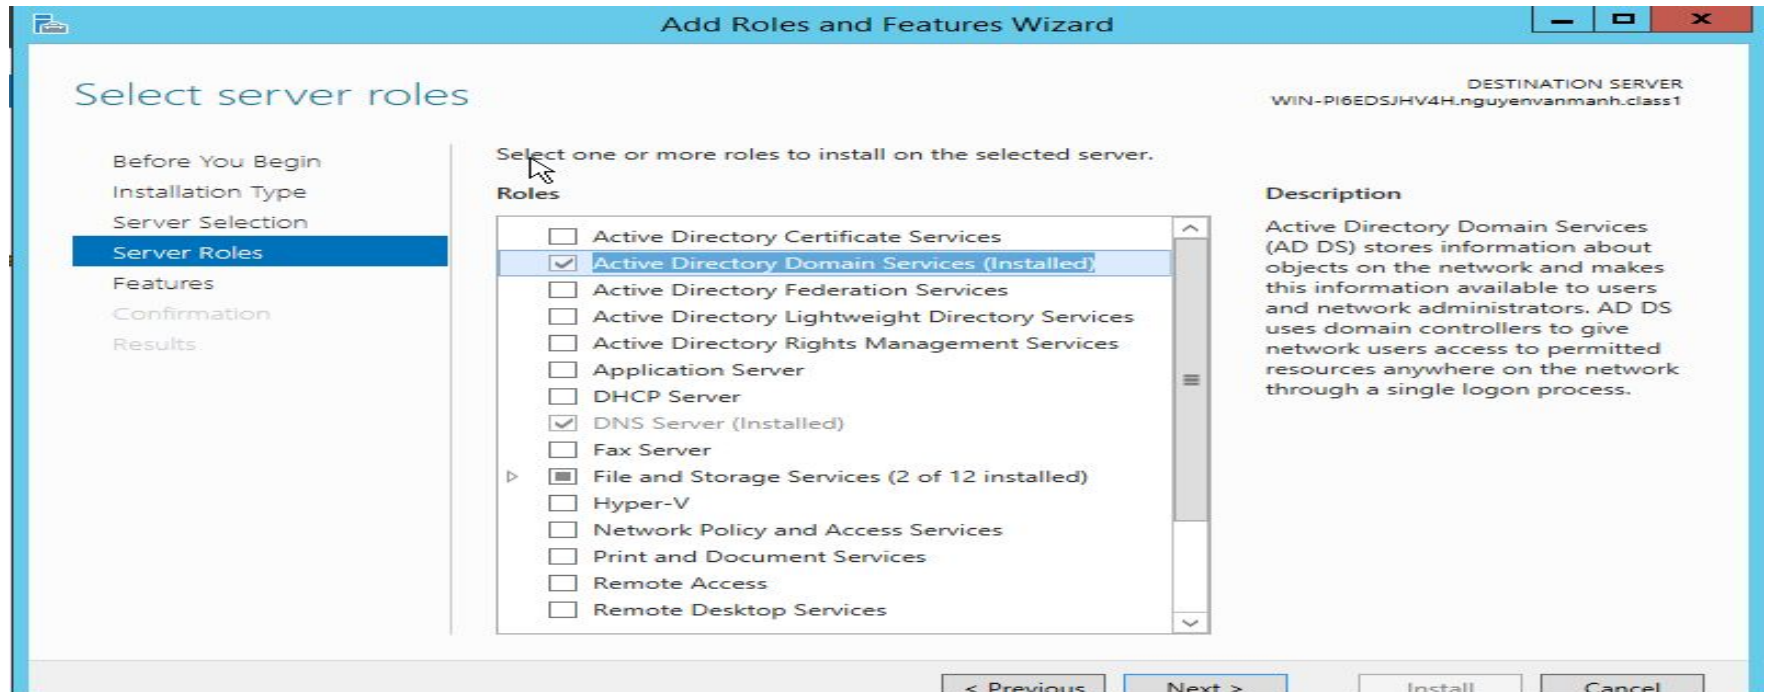 Add Roles and Features Wizard
Select server roles
DESTINATION SERVER
WIN-PI6EDSJHV4H.nguyenvanmanh.class1
Before You Begin
Installation Type
Server Selection
Server Roles
Features
Confirmation
Results
Select one or more roles to install on the selected server.
Roles
Active Directory Certificate Services
Active Directory Domain Services (Installed)
Active Directory Federation Services
Active Directory Lightweight Directory Services
Active Directory Rights Management Services
Application Server
DHCP Server
DNS Server (Installed)
Fax Server
File and Storage Services (2 of 12 installed)
Hyper-V
Network Policy and Access Services
Print and Document Services
Remote Access
Remote Desktop Services
Description
Active Directory Domain Services
(AD DS) stores information about
objects on the network and makes
this information available to users
and network administrators. AD DS
uses domain controllers to give
network users access to permitted
resources anywhere on the network
through a single logon process.
< Previous
Next >
Install
Cancel